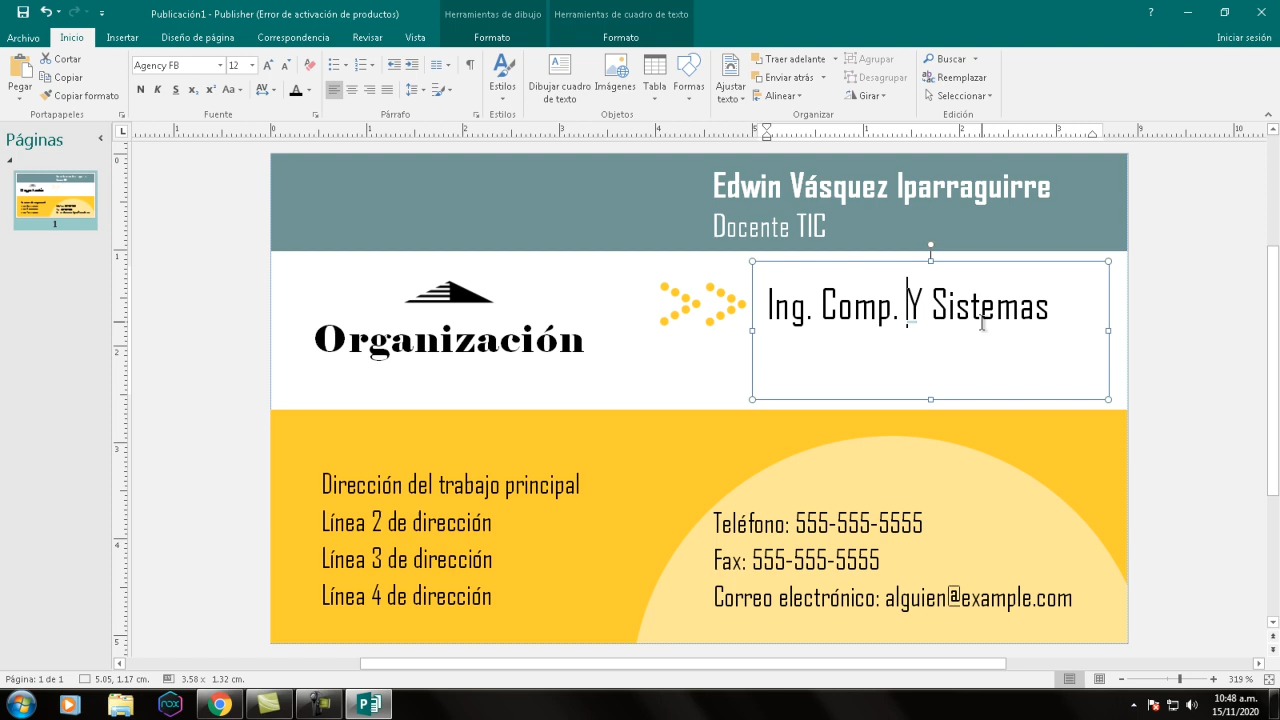 Publicación1 - Publisher (Error de activación de productos)
Herramientas de dibujo
Herramientas de cuadro de texto
Archivo
Inicio
Insertar
Diseño de página
Correspondencia
Revisar
Vista
Formato
Formato
Iniciar sesión
Pegar
Cortar
Copiar
Copiar formato
Portapapeles
Agency FB
12
N K S
Fuente
Párrafo
Estilos
Estilos
Dibujar cuadro de texto
Imágenes
Tabla
Formas
Objetos
Ajustar texto
Traer adelante
Enviar atrás
Alinear
Agrupar
Desagrupar
Girar
Organizar
Buscar
Reemplazar
Seleccionar
Edición
Páginas
1
Edwin Vásquez Iparraguirre
Docente TIC
Ing. Comp. Y Sistemas
Organización
Dirección del trabajo principal
Línea 2 de dirección
Línea 3 de dirección
Línea 4 de dirección
Teléfono: 555-555-5555
Fax: 555-555-5555
Correo electrónico: alguien@example.com
Página: 1 de 1
5.05, 1.17 cm.
3.58 x 1.32 cm.
319 %
10:48 a.m.
15/11/2020